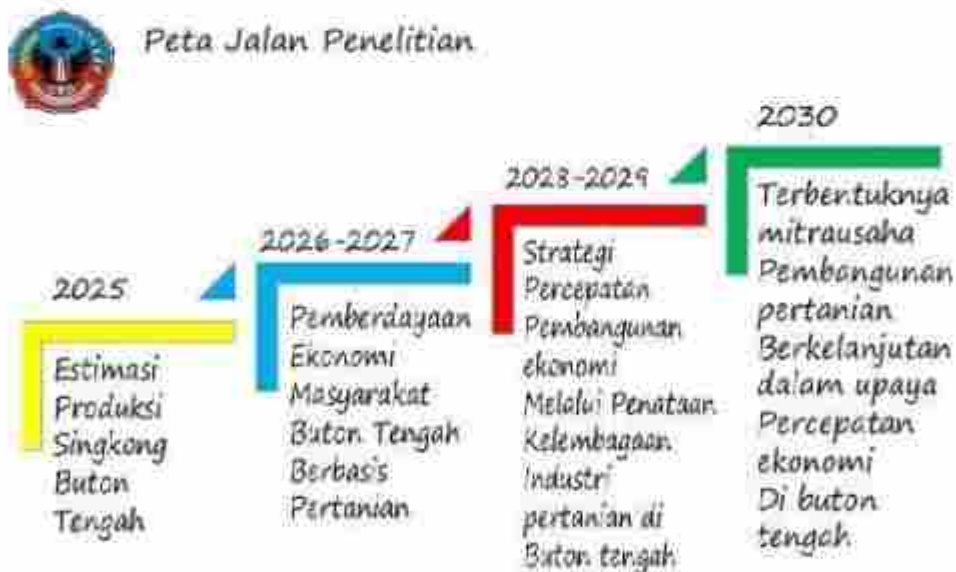 Peta Jalan Penelitian
2025
Estimasi
Produksi
Singkong
Buton
Tengah
2026-2027
Pemberdayaan
Ekonomi
Masyarakat
Buton Tengah
Berbasis
Pertanian
2028-2029
Strategi
Percepatan
Pembangunan
ekonomi
Melalui Penataan
Kelembagaan
Industri
pertanian di
Buton tengah
2030
Terbentuknya
mitrausaha
Pembangunan
pertanian
Berkelanjutan
dalam upaya
Percepatan
ekonomi
Di buton
tengah